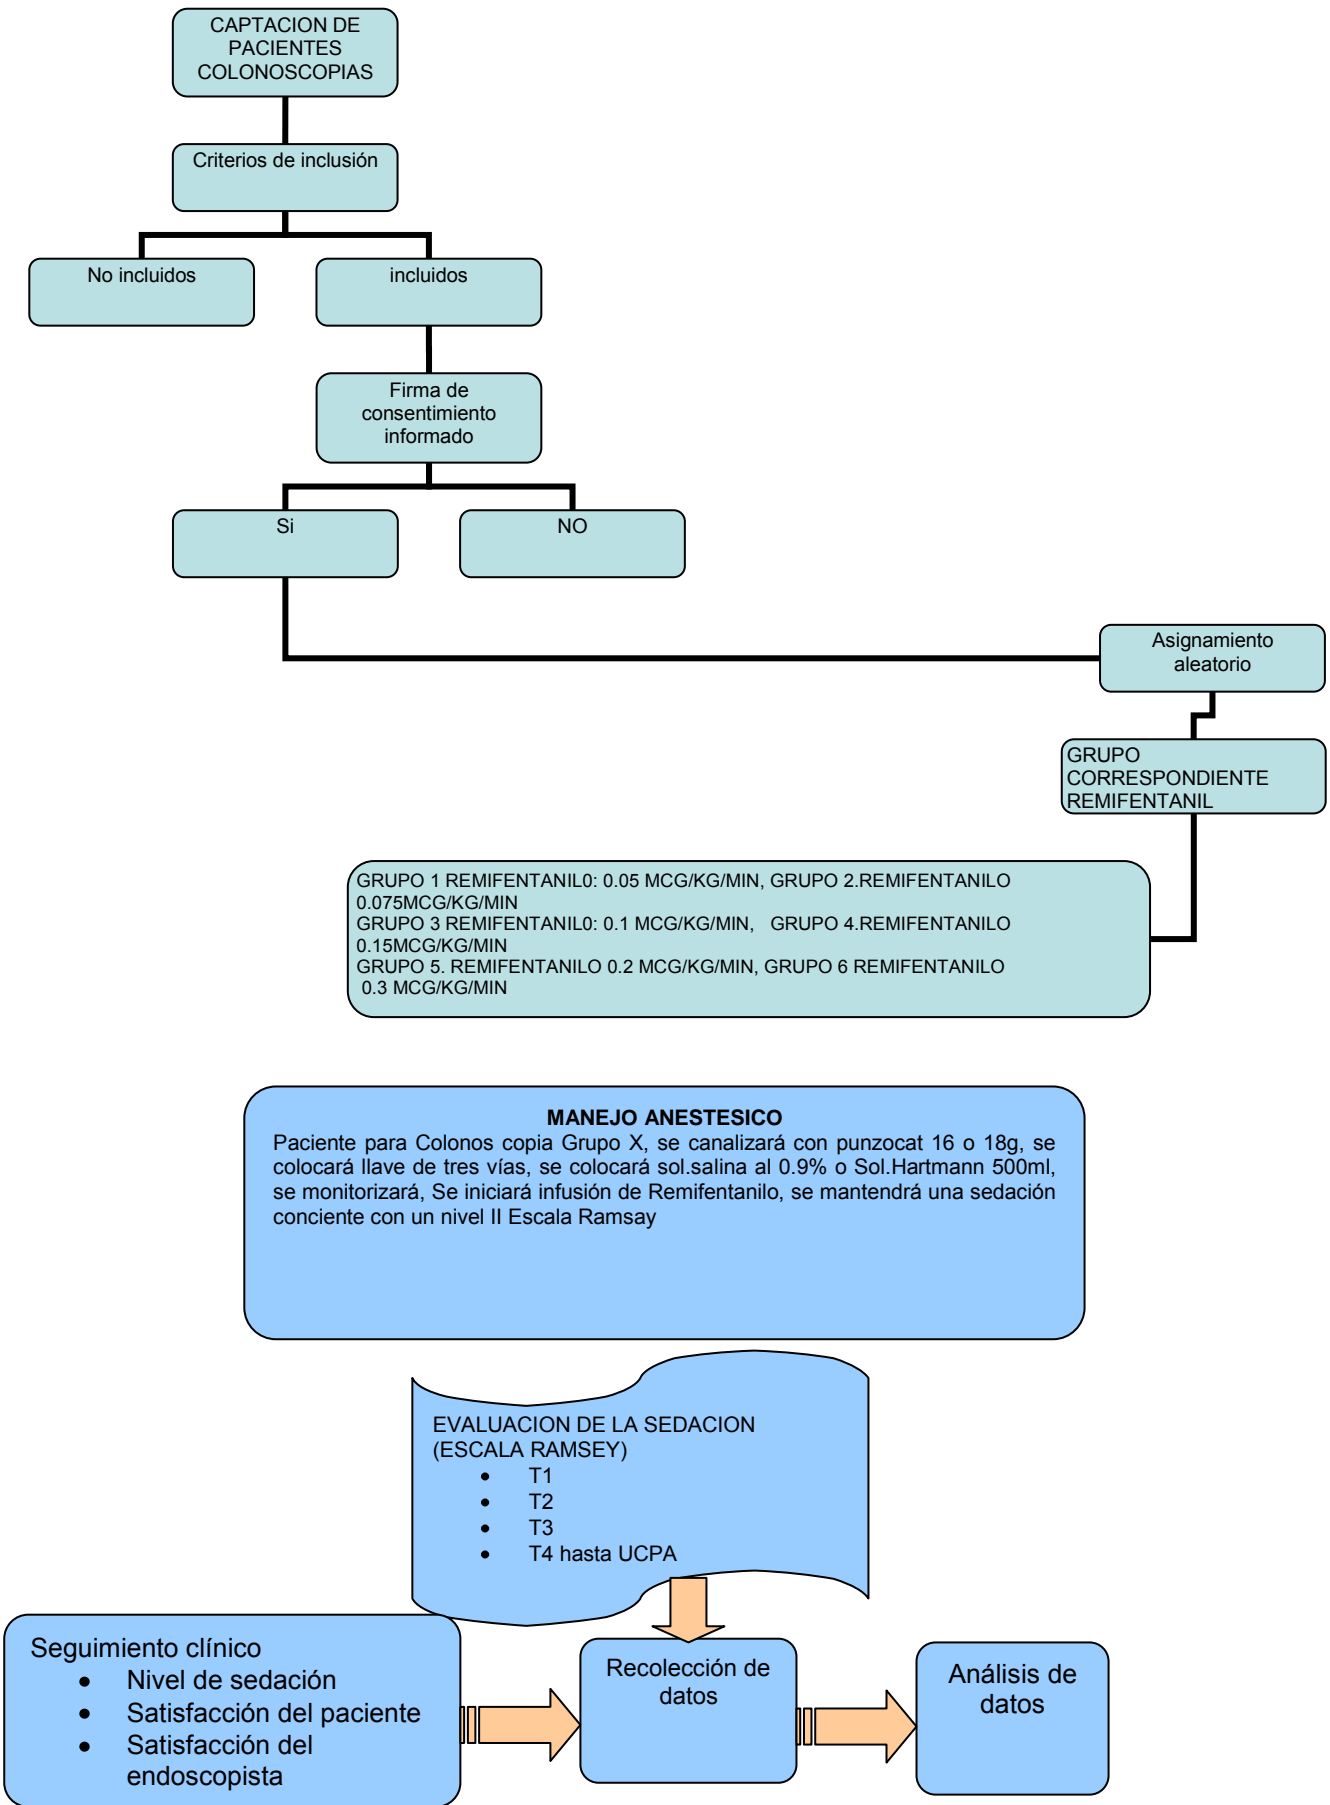 CAPTACION DE
PACIENTES
COLONOSCOPIAS
Criterios de inclusión
No incluidos
incluidos
Firma de
consentimiento
informado
Si
NO
Asignamiento
aleatorio
GRUPO
CORRESPONDIENTE
REMIFENTANIL
GRUPO 1 REMIFENTANIL0: 0.05 MCG/KG/MIN, GRUPO 2.REMIFENTANILO
0.075MCG/KG/MIN
GRUPO 3 REMIFENTANIL0: 0.1 MCG/KG/MIN, GRUPO 4.REMIFENTANILO
0.15MCG/KG/MIN
GRUPO 5. REMIFENTANILO 0.2 MCG/KG/MIN, GRUPO 6 REMIFENTANILO
0.3 MCG/KG/MIN
MANEJO ANESTESICO
Paciente para Colonos copia Grupo X, se canalizará con punzocat 16 o 18g, se
colocará llave de tres vías, se colocará sol.salina al 0.9% o Sol.Hartmann 500ml,
se monitorizará, Se iniciará infusión de Remifentanilo, se mantendrá una sedación
conciente con un nivel II Escala Ramsay
EVALUACION DE LA SEDACION
(ESCALA RAMSEY)
• T1
• T2
• T3
• T4 hasta UCPA
Seguimiento clínico
• Nivel de sedación
• Satisfacción del paciente
• Satisfacción del
endoscopista
Recolección de
datos
Análisis de
datos